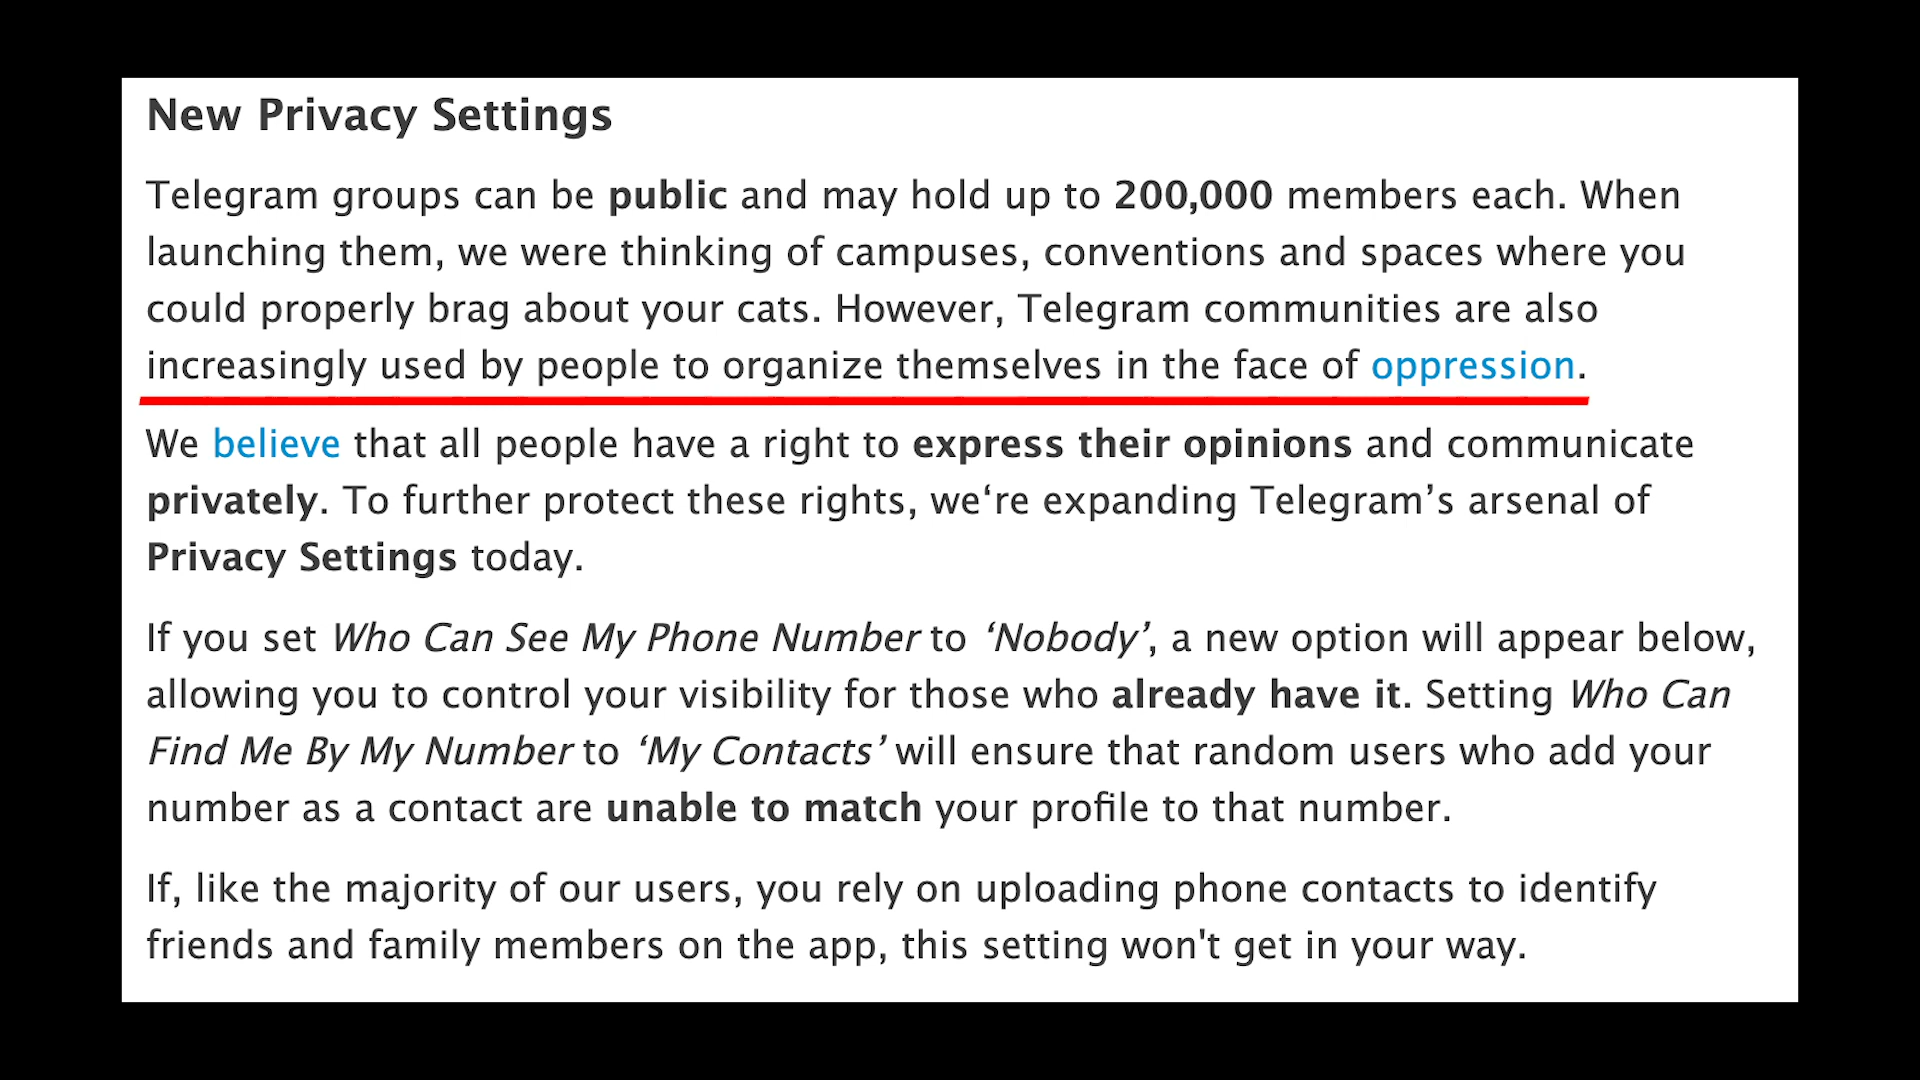 New Privacy Settings
Telegram groups can be public and may hold up to 200,000 members each. When
launching them, we were thinking of campuses, conventions and spaces where you
could properly brag about your cats. However, Telegram communities are also
increasingly used by people to organize themselves in the face of oppression.
We believe that all people have a right to express their opinions and communicate
privately. To further protect these rights, we‘re expanding Telegram’s arsenal of
Privacy Settings today.
If you set Who Can See My Phone Number to ‘Nobody’, a new option will appear below,
allowing you to control your visibility for those who already have it. Setting Who Can
Find Me By My Number to ‘My Contacts’ will ensure that random users who add your
number as a contact are unable to match your profile to that number.
If, like the majority of our users, you rely on uploading phone contacts to identify
friends and family members on the app, this setting won't get in your way.